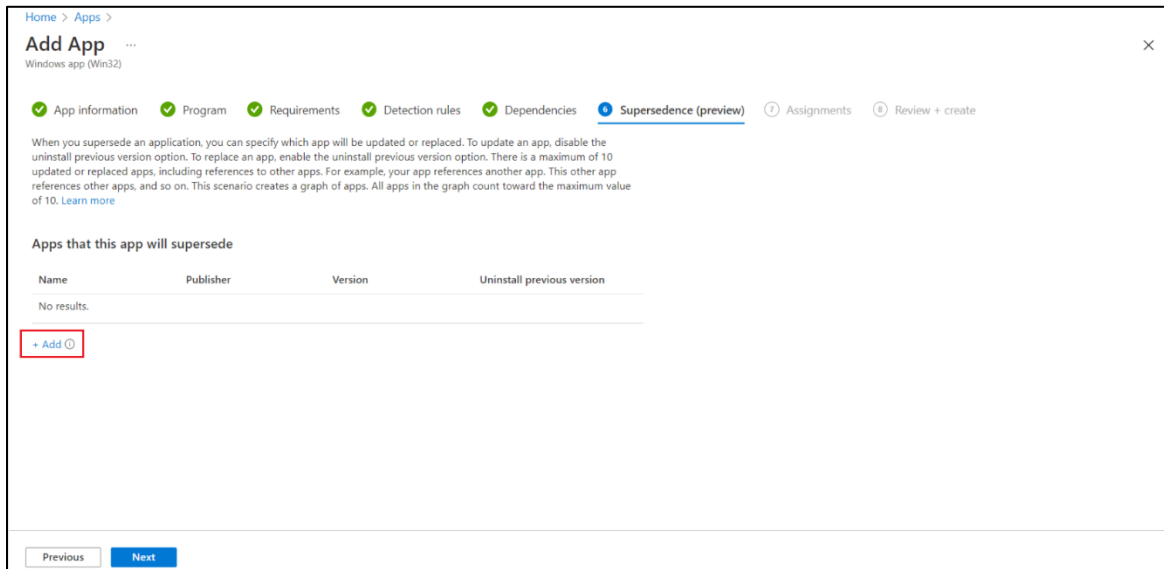 Home > Apps >
Add App ...
Windows app (Win32)
App information Program Requirements Detection rules Dependencies 6 Supersedence (preview) 7 Assignments 8 Review + create
When you supersede an application, you can specify which app will be updated or replaced. To update an app, disable the
uninstall previous version option. To replace an app, enable the uninstall previous version option. There is a maximum of 10
updated or replaced apps, including references to other apps. For example, your app references another app. This other app
references other apps, and so on. This scenario creates a graph of apps. All apps in the graph count toward the maximum value
of 10. Learn more
Apps that this app will supersede
Name Publisher Version Uninstall previous version
No results.
+ Add
Previous Next